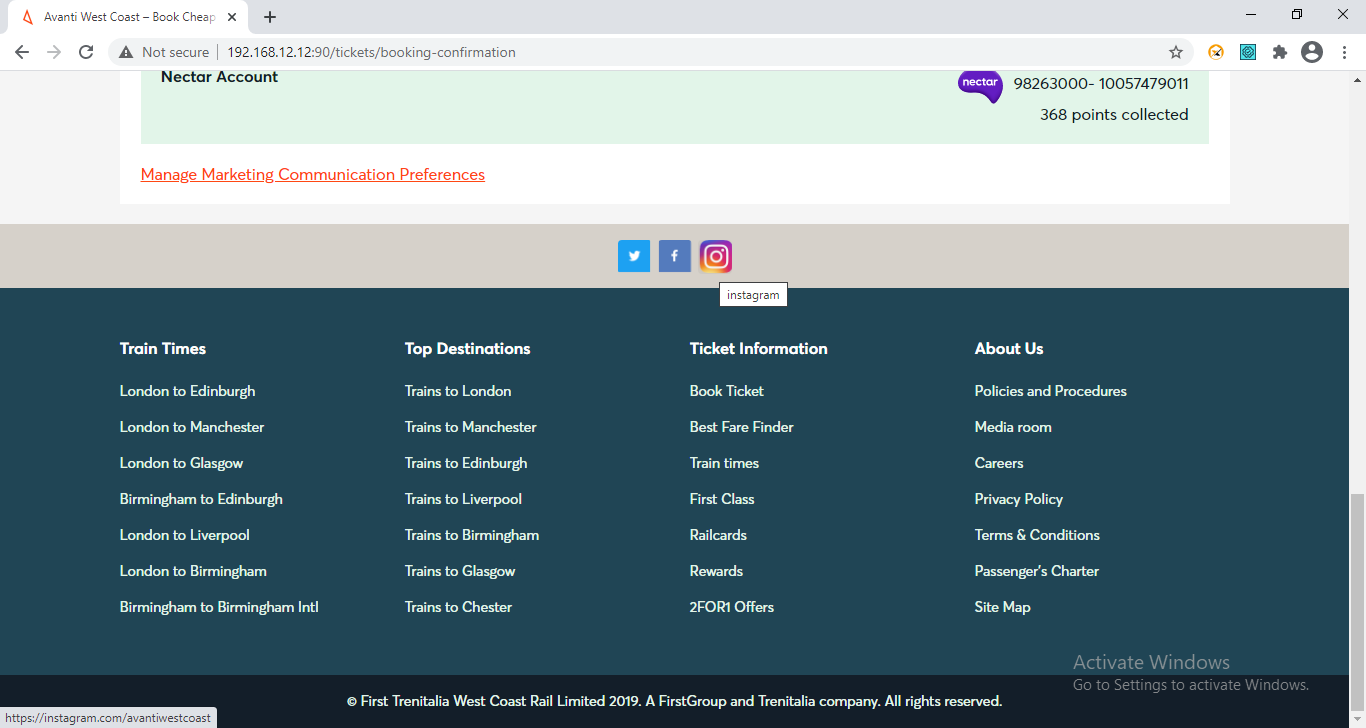 Avanti West Coast – Book Cheap
Not secure
192.168.12.12:90/tickets/booking-confirmation
Nectar Account
nectar
98263000- 10057479011
368 points collected
Manage Marketing Communication Preferences
f
instagram
Train Times
London to Edinburgh
London to Manchester
London to Glasgow
Birmingham to Edinburgh
London to Liverpool
London to Birmingham
Birmingham to Birmingham Intl
Top Destinations
Trains to London
Trains to Manchester
Trains to Edinburgh
Trains to Liverpool
Trains to Birmingham
Trains to Glasgow
Trains to Chester
Ticket Information
Book Ticket
Best Fare Finder
Train times
First Class
Railcards
Rewards
2FOR1 Offers
About Us
Policies and Procedures
Media room
Careers
Privacy Policy
Terms & Conditions
Passenger's Charter
Site Map
Activate Windows
Go to Settings to activate Windows.
© First Trenitalia West Coast Rail Limited 2019. A FirstGroup and Trenitalia company. All rights reserved.
https://instagram.com/avantiwestcoast